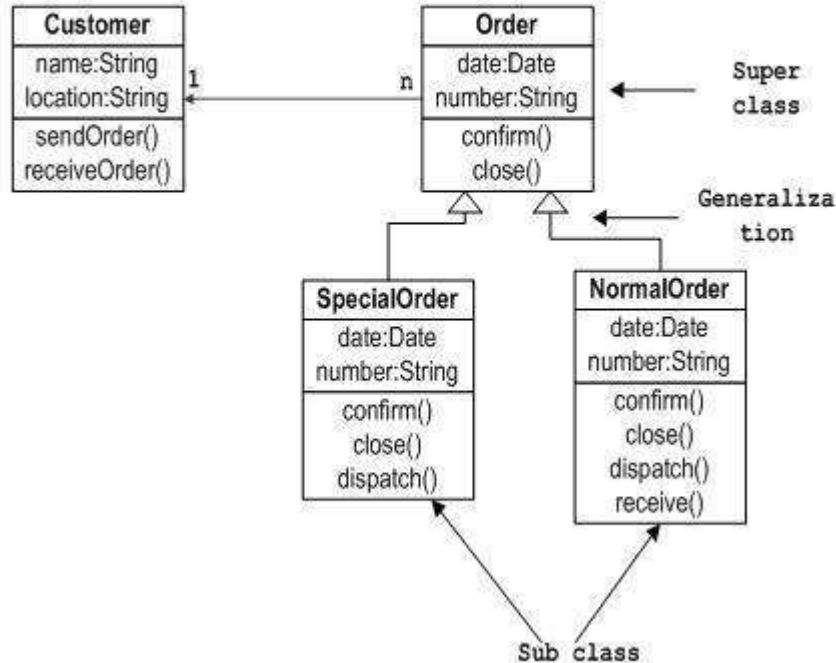 Customer
name:String
location:String
sendOrder()
receiveOrder()
1
n
Order
date:Date
number:String
confirm()
close()
Super
class
Generaliza
tion
SpecialOrder
date:Date
number:String
confirm()
close()
dispatch()
NormalOrder
date:Date
number:String
confirm()
close()
dispatch()
receive()
Sub class